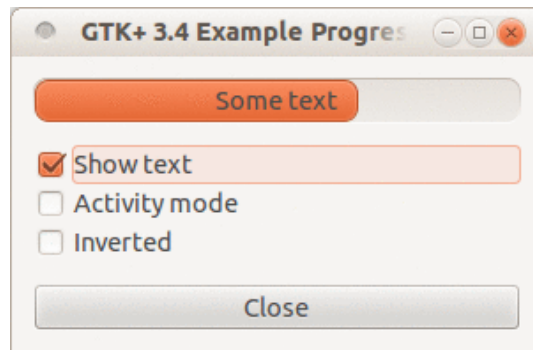 GTK+ 3.4 Example Progres
Some text
Show text
Activity mode
Inverted
Close